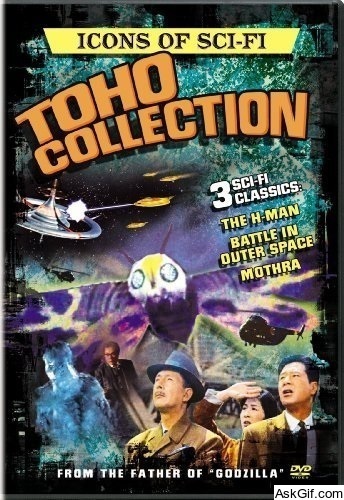 ICONS OF SCI-FI
TOHO
COLLECTION
3 SCI-FI
CLASSICS:
THE H-MAN
BATTLE IN
OUTER SPACE
MOTHRA
FROM THE FATHER OF "GODZILLA"
DVD
VIDEO
AskGif.com